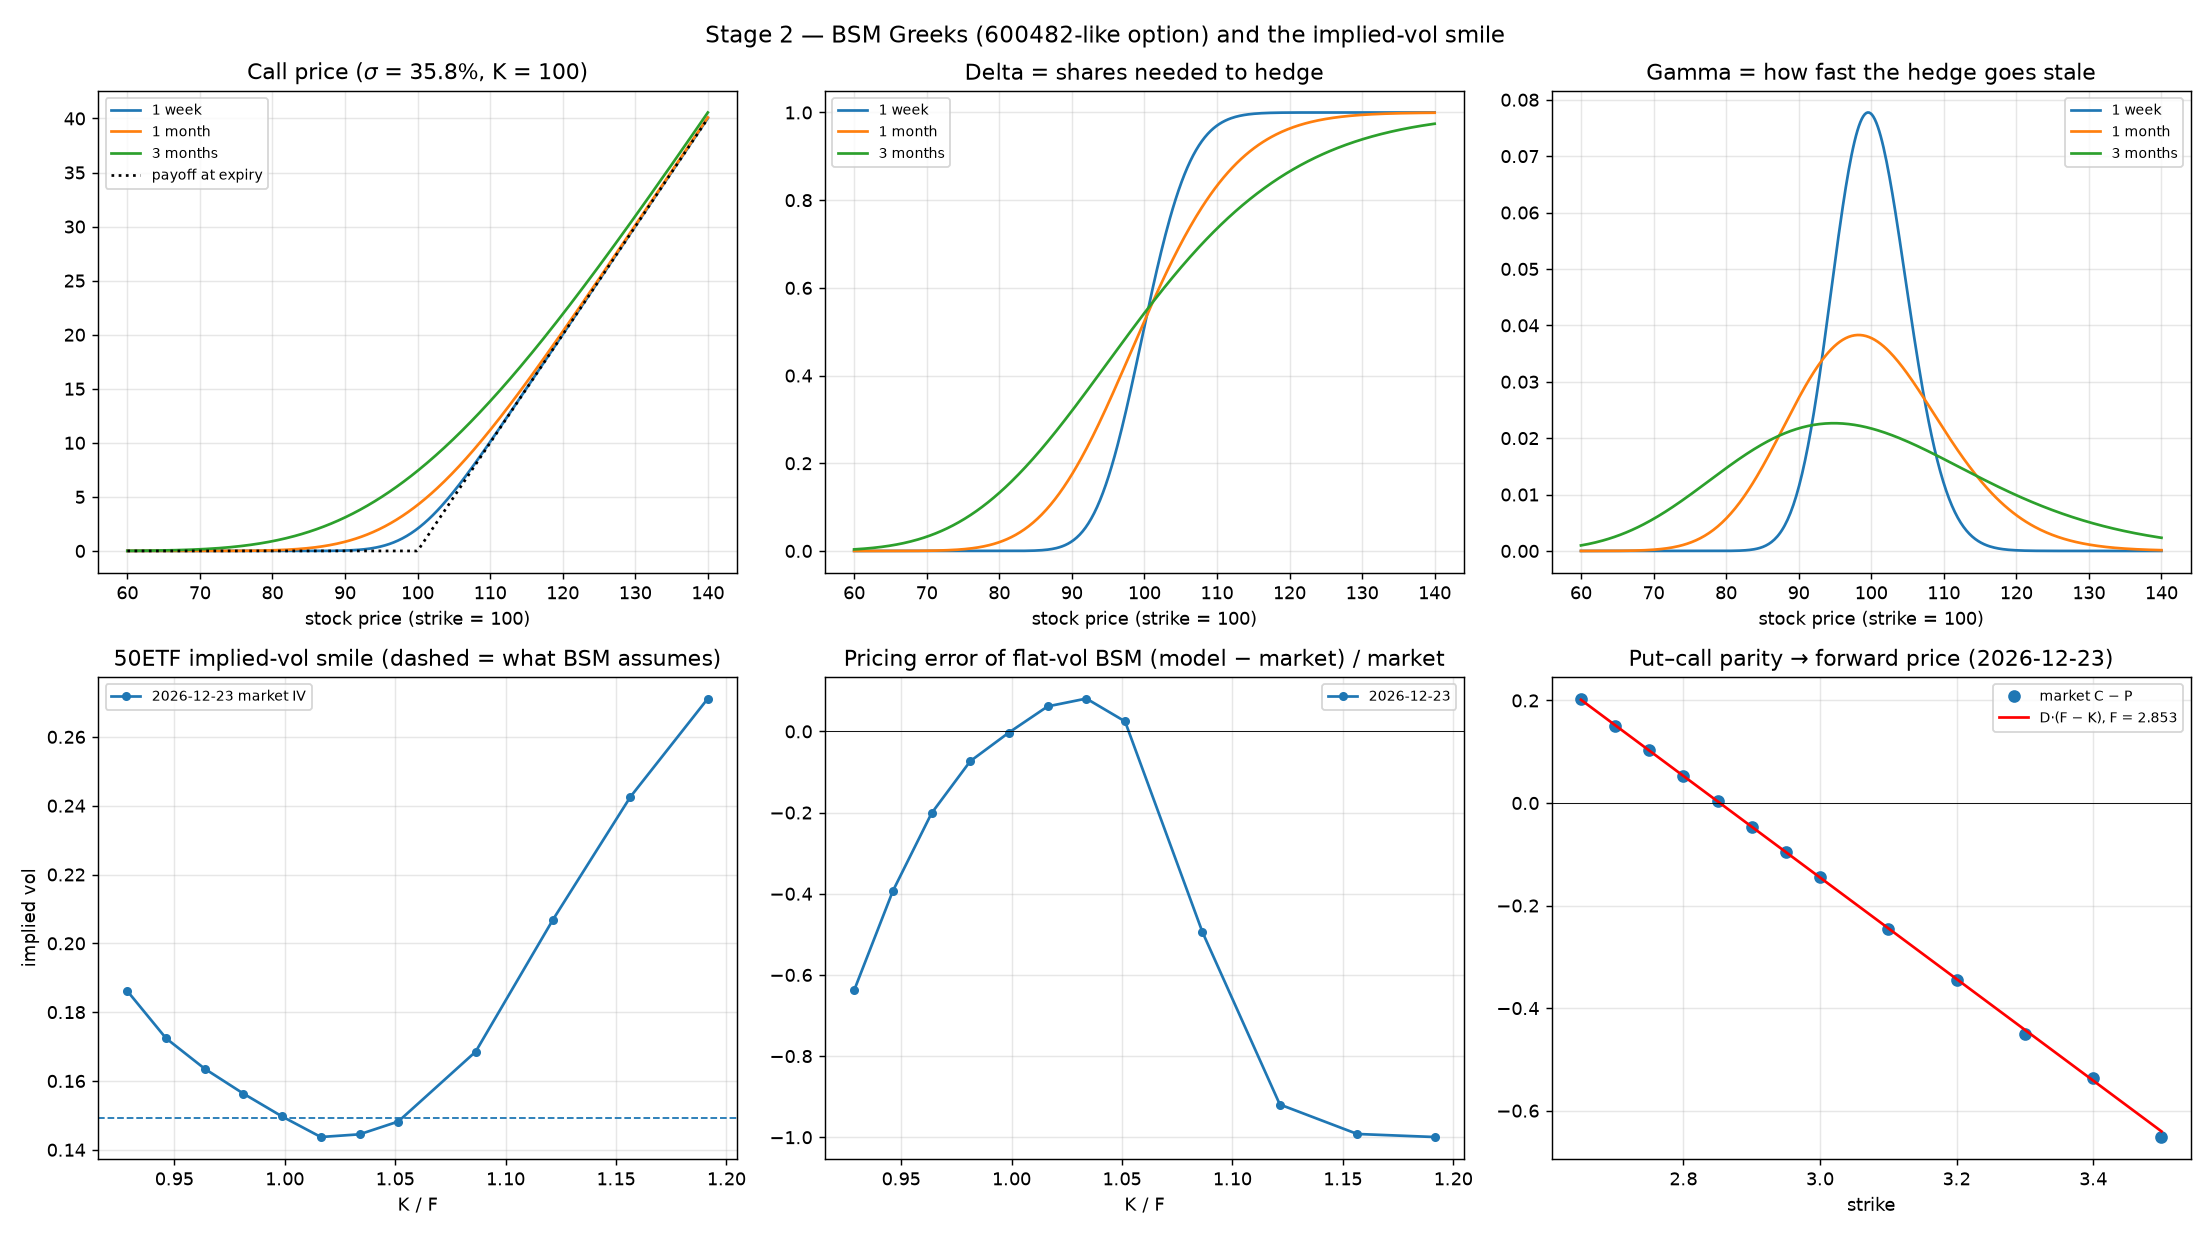 Stage 2 — BSM Greeks (600482-like option) and the implied-vol smile
Call price (σ = 35.8%, K = 100)
1 week
1 month
3 months
payoff at expiry
40
35
30
25
20
15
10
5
0
60 70 80 90 100 110 120 130 140
stock price (strike = 100)
Delta = shares needed to hedge
1 week
1 month
3 months
1.0
0.8
0.6
0.4
0.2
0.0
60 70 80 90 100 110 120 130 140
stock price (strike = 100)
Gamma = how fast the hedge goes stale
1 week
1 month
3 months
0.08
0.07
0.06
0.05
0.04
0.03
0.02
0.01
0.00
60 70 80 90 100 110 120 130 140
stock price (strike = 100)
50ETF implied-vol smile (dashed = what BSM assumes)
2026-12-23 market IV
implied vol
0.26
0.24
0.22
0.20
0.18
0.16
0.14
0.95 1.00 1.05 1.10 1.15 1.20
K / F
Pricing error of flat-vol BSM (model − market) / market
2026-12-23
0.0
−0.2
−0.4
−0.6
−0.8
−1.0
0.95 1.00 1.05 1.10 1.15 1.20
K / F
Put–call parity → forward price (2026-12-23)
market C − P
D·(F − K), F = 2.853
0.2
0.0
−0.2
−0.4
−0.6
2.8 3.0 3.2 3.4
strike